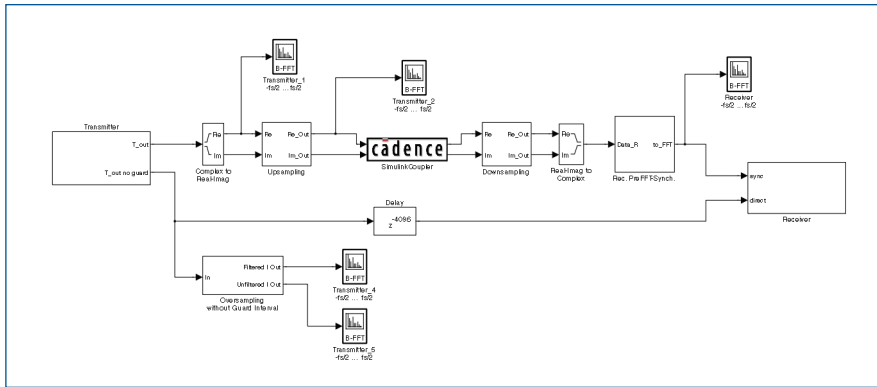 B-FFT
Transmitter_1
-fs/2 ... fs/2
B-FFT
Transmitter_2
-fs/2 ... fs/2
B-FFT
Receiver
-fs/2 ... fs/2
Transmitter
T_out
T_out no guard
Re
Im
Complex to
Real-Imag
Re
Re_Out
Im
Im_Out
Upsampling
cadence
SimulinkCoupler
Re
Re_Out
Im
Im_Out
Downsampling
Re
Im
Real-Imag to
Complex
Data_R
to_FFT
Rec. PreFFT-Synch.
sync
direct
Receiver
Delay
z-4096
In
Filtered I Out
Unfiltered I Out
Oversampling
without Guard Interval
B-FFT
Transmitter_4
-fs/2 ... fs/2
B-FFT
Transmitter_5
-fs/2 ... fs/2